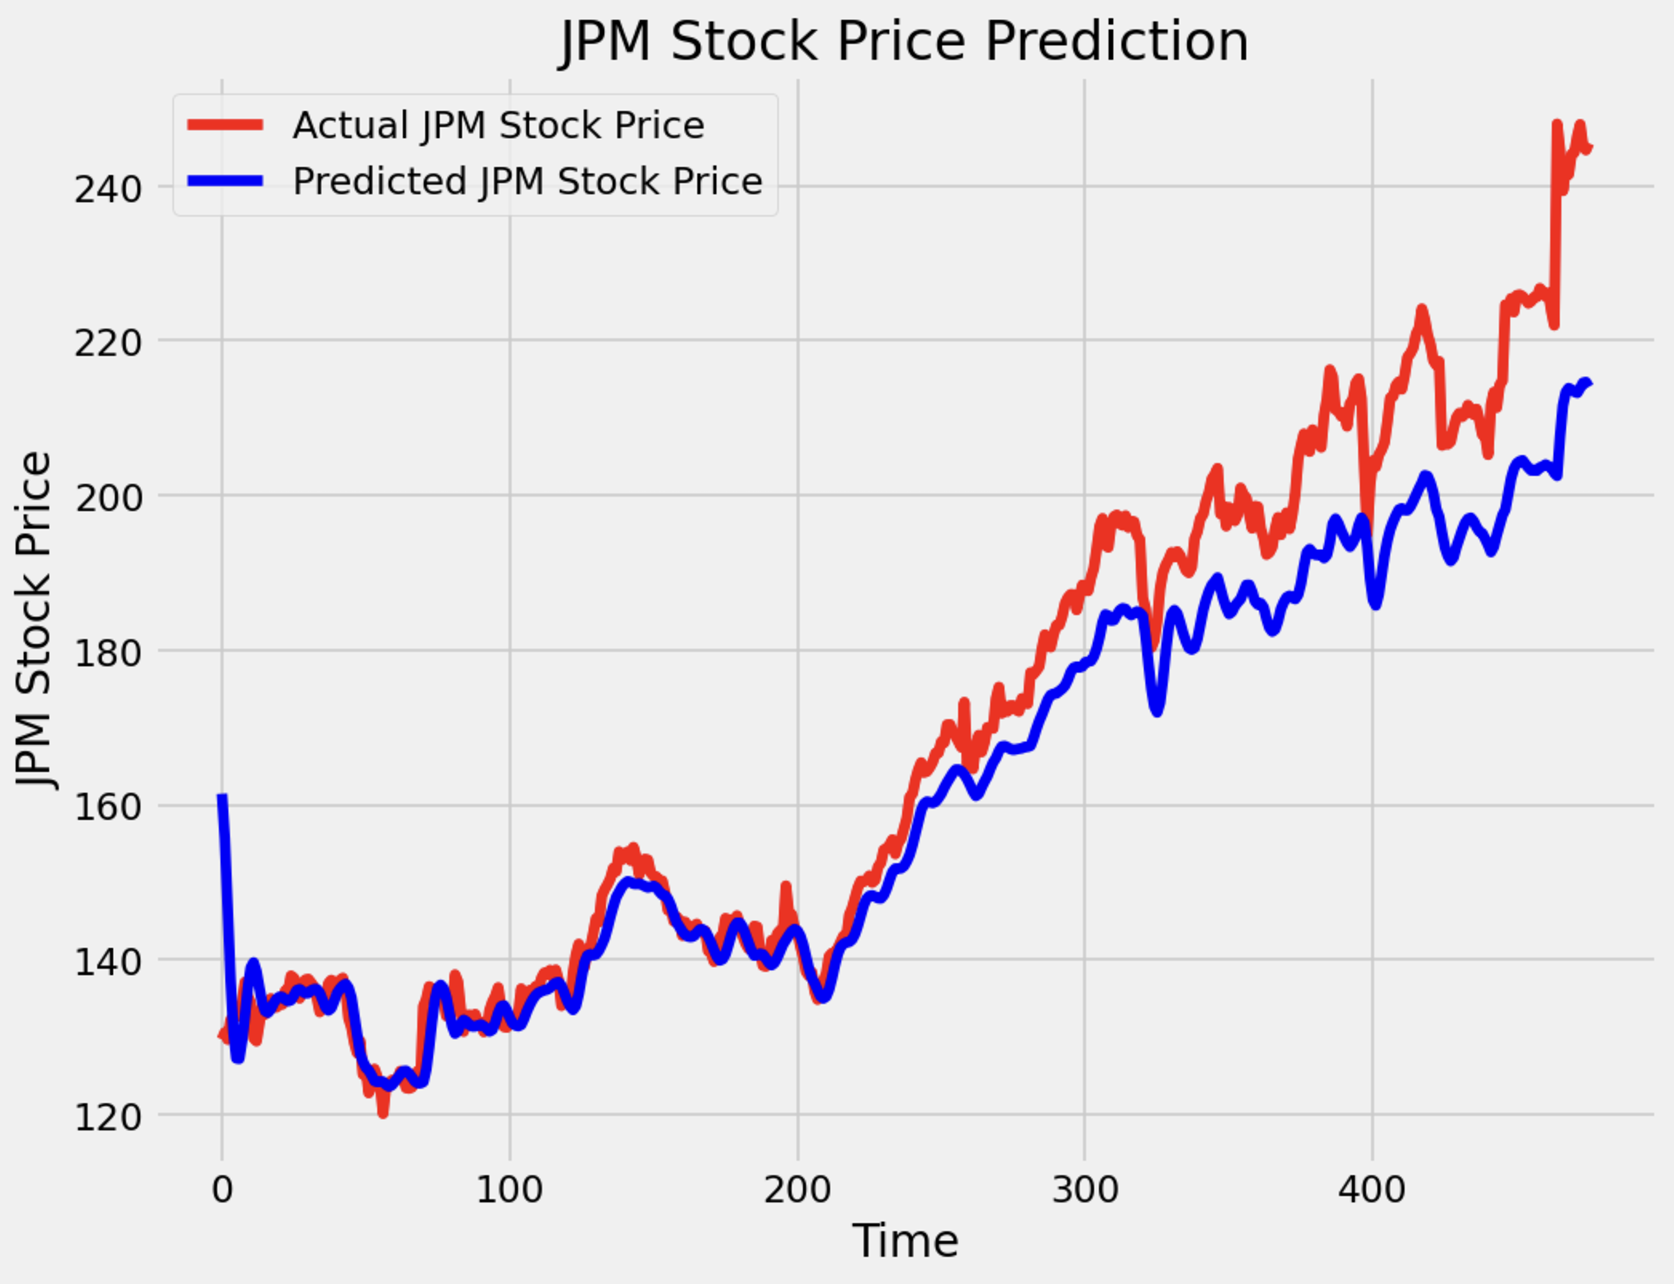 JPM Stock Price Prediction
Actual JPM Stock Price
Predicted JPM Stock Price
JPM Stock Price
240
220
200
180
160
140
120
0 100 200 300 400
Time